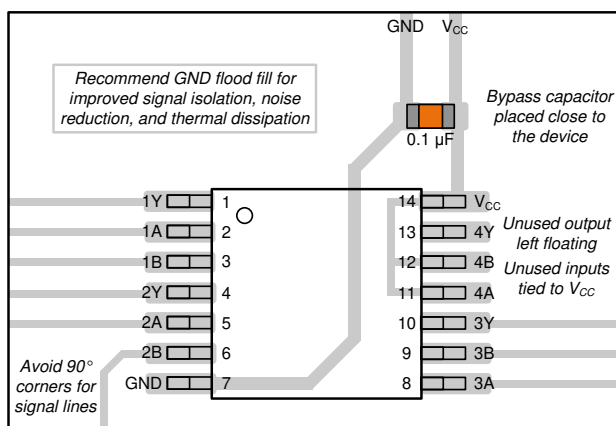 GND VCC
Recommend GND flood fill for
improved signal isolation, noise
reduction, and thermal dissipation
Bypass capacitor
placed close to
the device
0.1 µF
1Y 1 14 VCC
1A 2 13 4Y
Unused output
left floating
1B 3 12 4B
Unused inputs
tied to VCC
2Y 4 11 4A
2A 5 10 3Y
2B 6 9 3B
GND 7 8 3A
Avoid 90°
corners for
signal lines